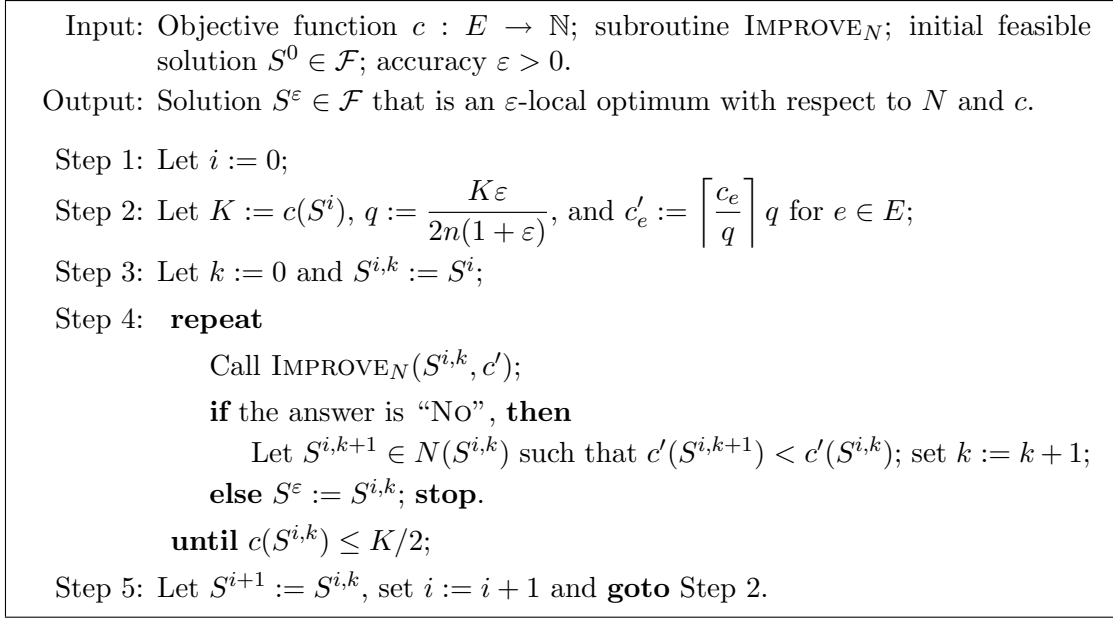 Input: Objective function c : E → ℕ; subroutine IMPROVE_N; initial feasible
solution S^0 ∈ ℱ; accuracy ε > 0.
Output: Solution S^ε ∈ ℱ that is an ε-local optimum with respect to N and c.
Step 1: Let i := 0;
Step 2: Let K := c(S^i), q := Kε / 2n(1 + ε), and c′_e := ⌈c_e / q⌉ q for e ∈ E;
Step 3: Let k := 0 and S^{i,k} := S^i;
Step 4: repeat
Call IMPROVE_N(S^{i,k}, c′);
if the answer is “NO”, then
Let S^{i,k+1} ∈ N(S^{i,k}) such that c′(S^{i,k+1}) < c′(S^{i,k}); set k := k + 1;
else S^ε := S^{i,k}; stop.
until c(S^{i,k}) ≤ K/2;
Step 5: Let S^{i+1} := S^{i,k}, set i := i + 1 and goto Step 2.